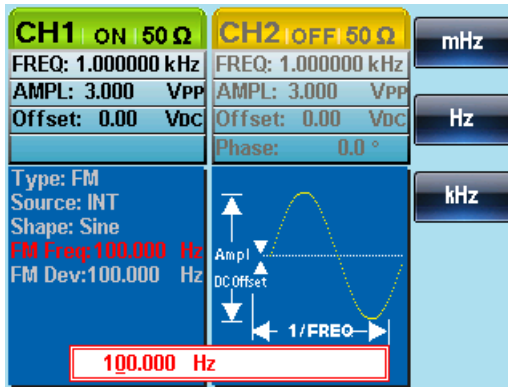 CH1 ON 50 Ω
FREQ: 1.000000 kHz
AMPL: 3.000 VPP
Offset: 0.00 VDC
CH2 OFF 50 Ω
FREQ: 1.000000 kHz
AMPL: 3.000 VPP
Offset: 0.00 VDC
Phase: 0.0 °
mHz
Hz
kHz
Type: FM
Source: INT
Shape: Sine
FM Freq:100.000 Hz
FM Dev:100.000 Hz
Ampl
DC Offset
1/FREQ
100.000 Hz